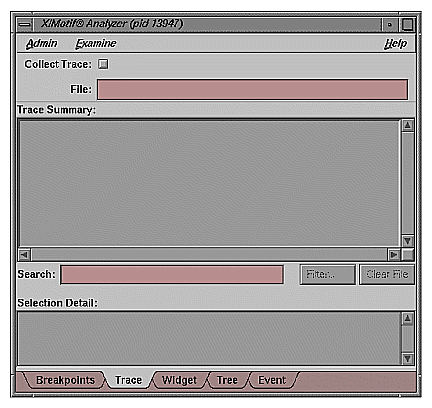 X/Motif® Analyzer (pid 13947)
Admin Examine Help
Collect Trace:
File:
Trace Summary:
Search: Filter... Clear File
Selection Detail:
Breakpoints Trace Widget Tree Event